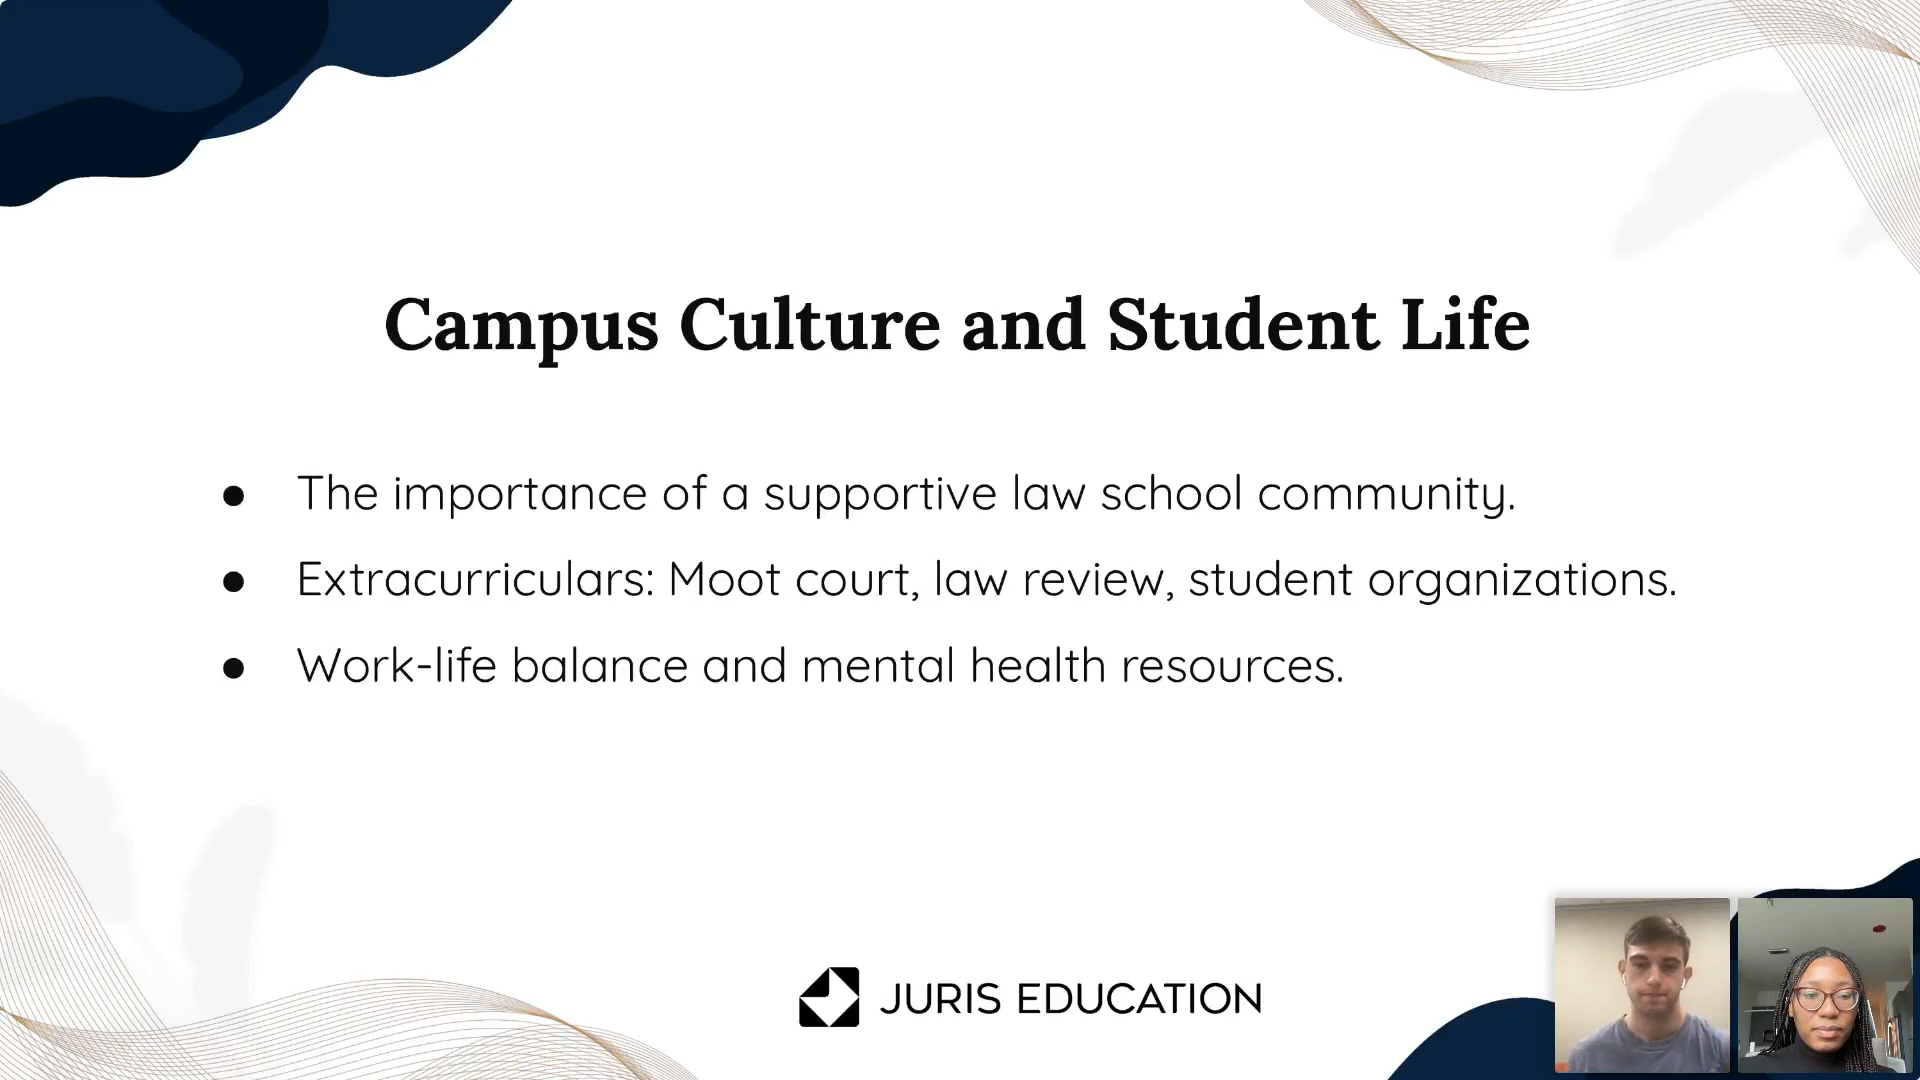 Campus Culture and Student Life
● The importance of a supportive law school community.
● Extracurriculars: Moot court, law review, student organizations.
● Work-life balance and mental health resources.
JURIS EDUCATION